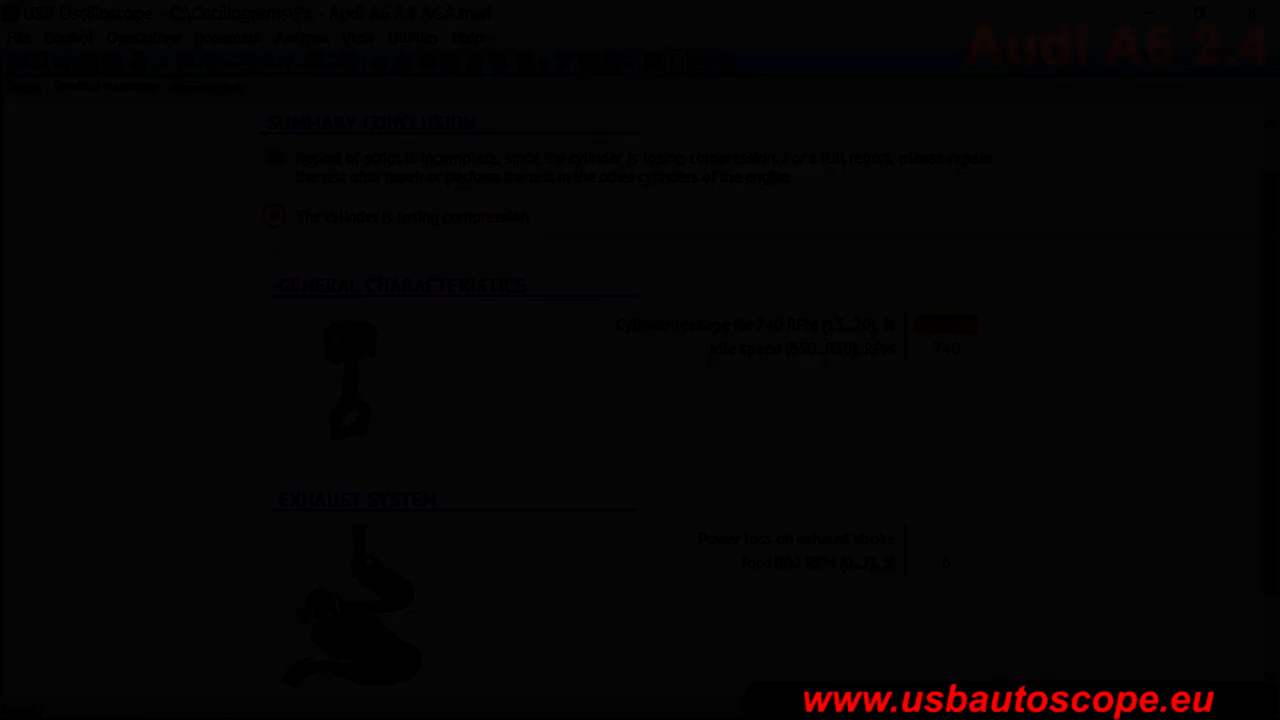 USB Oscilloscope - C:\Oscillograms\Px - Audi A6 2.4 AGA.mwf
File Control Operations Bookmark Analyse View Utilities Help
Audi A6 2.4
SUMMARY CONCLUSION
Report of script is incomplete, since the cylinder is losing compression. For a full report, please repeat
the test after repair or perform the test in the other cylinders of the engine
The cylinder is losing compression
GENERAL CHARACTERISTICS
Cylinder leakage for 740 RPM (13..20), %
Idle speed (650..850), RPM 740
EXHAUST SYSTEM
Power loss on exhaust stroke
for 1000 RPM (0..7), % 6
www.usbautoscope.eu